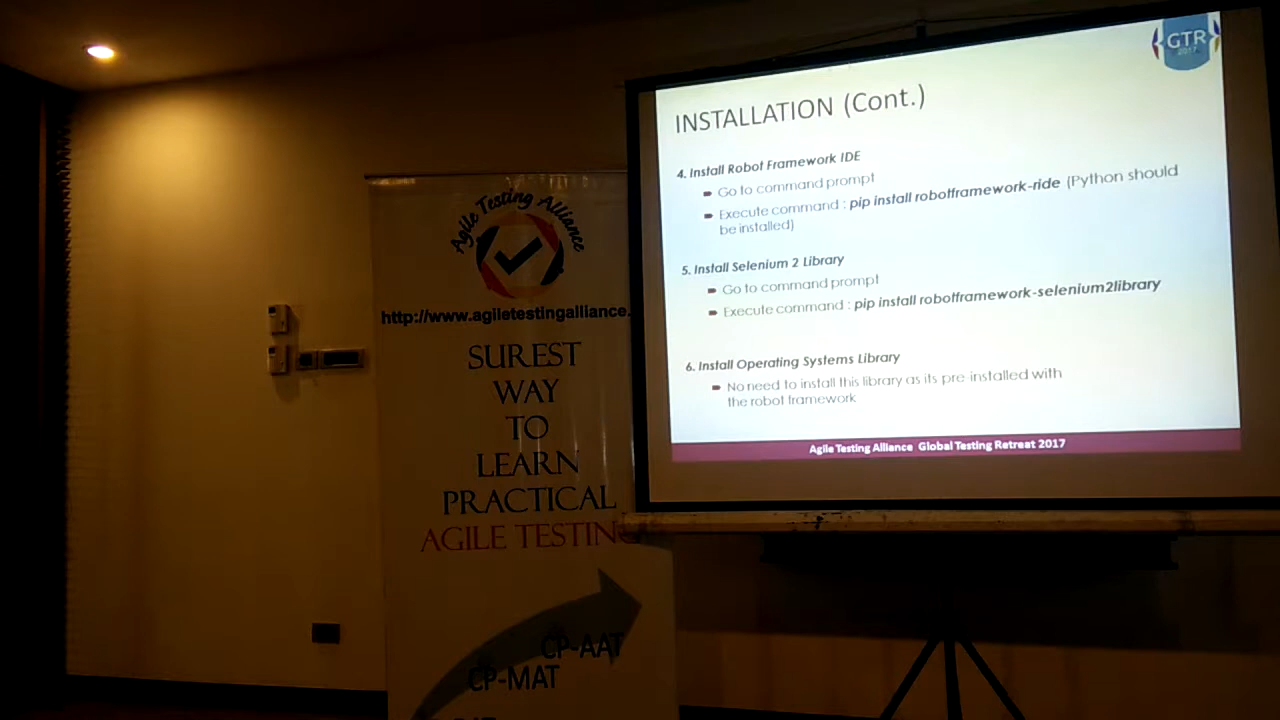 GTR
2017
INSTALLATION (Cont.)
4. Install Robot Framework IDE
Go to command prompt
Execute command : pip install robotframework-ride (Python should
be installed)
5. Install Selenium 2 Library
Go to command prompt
Execute command : pip install robotframework-selenium2library
6. Install Operating Systems Library
No need to install this library as its pre-installed with
the robot framework
Agile Testing Alliance Global Testing Retreat 2017
Agile Testing Alliance
http://www.agiletestingalliance.
SUREST
WAY
TO
LEARN
PRACTICAL
AGILE TESTING
CP-AAT
CP-MAT